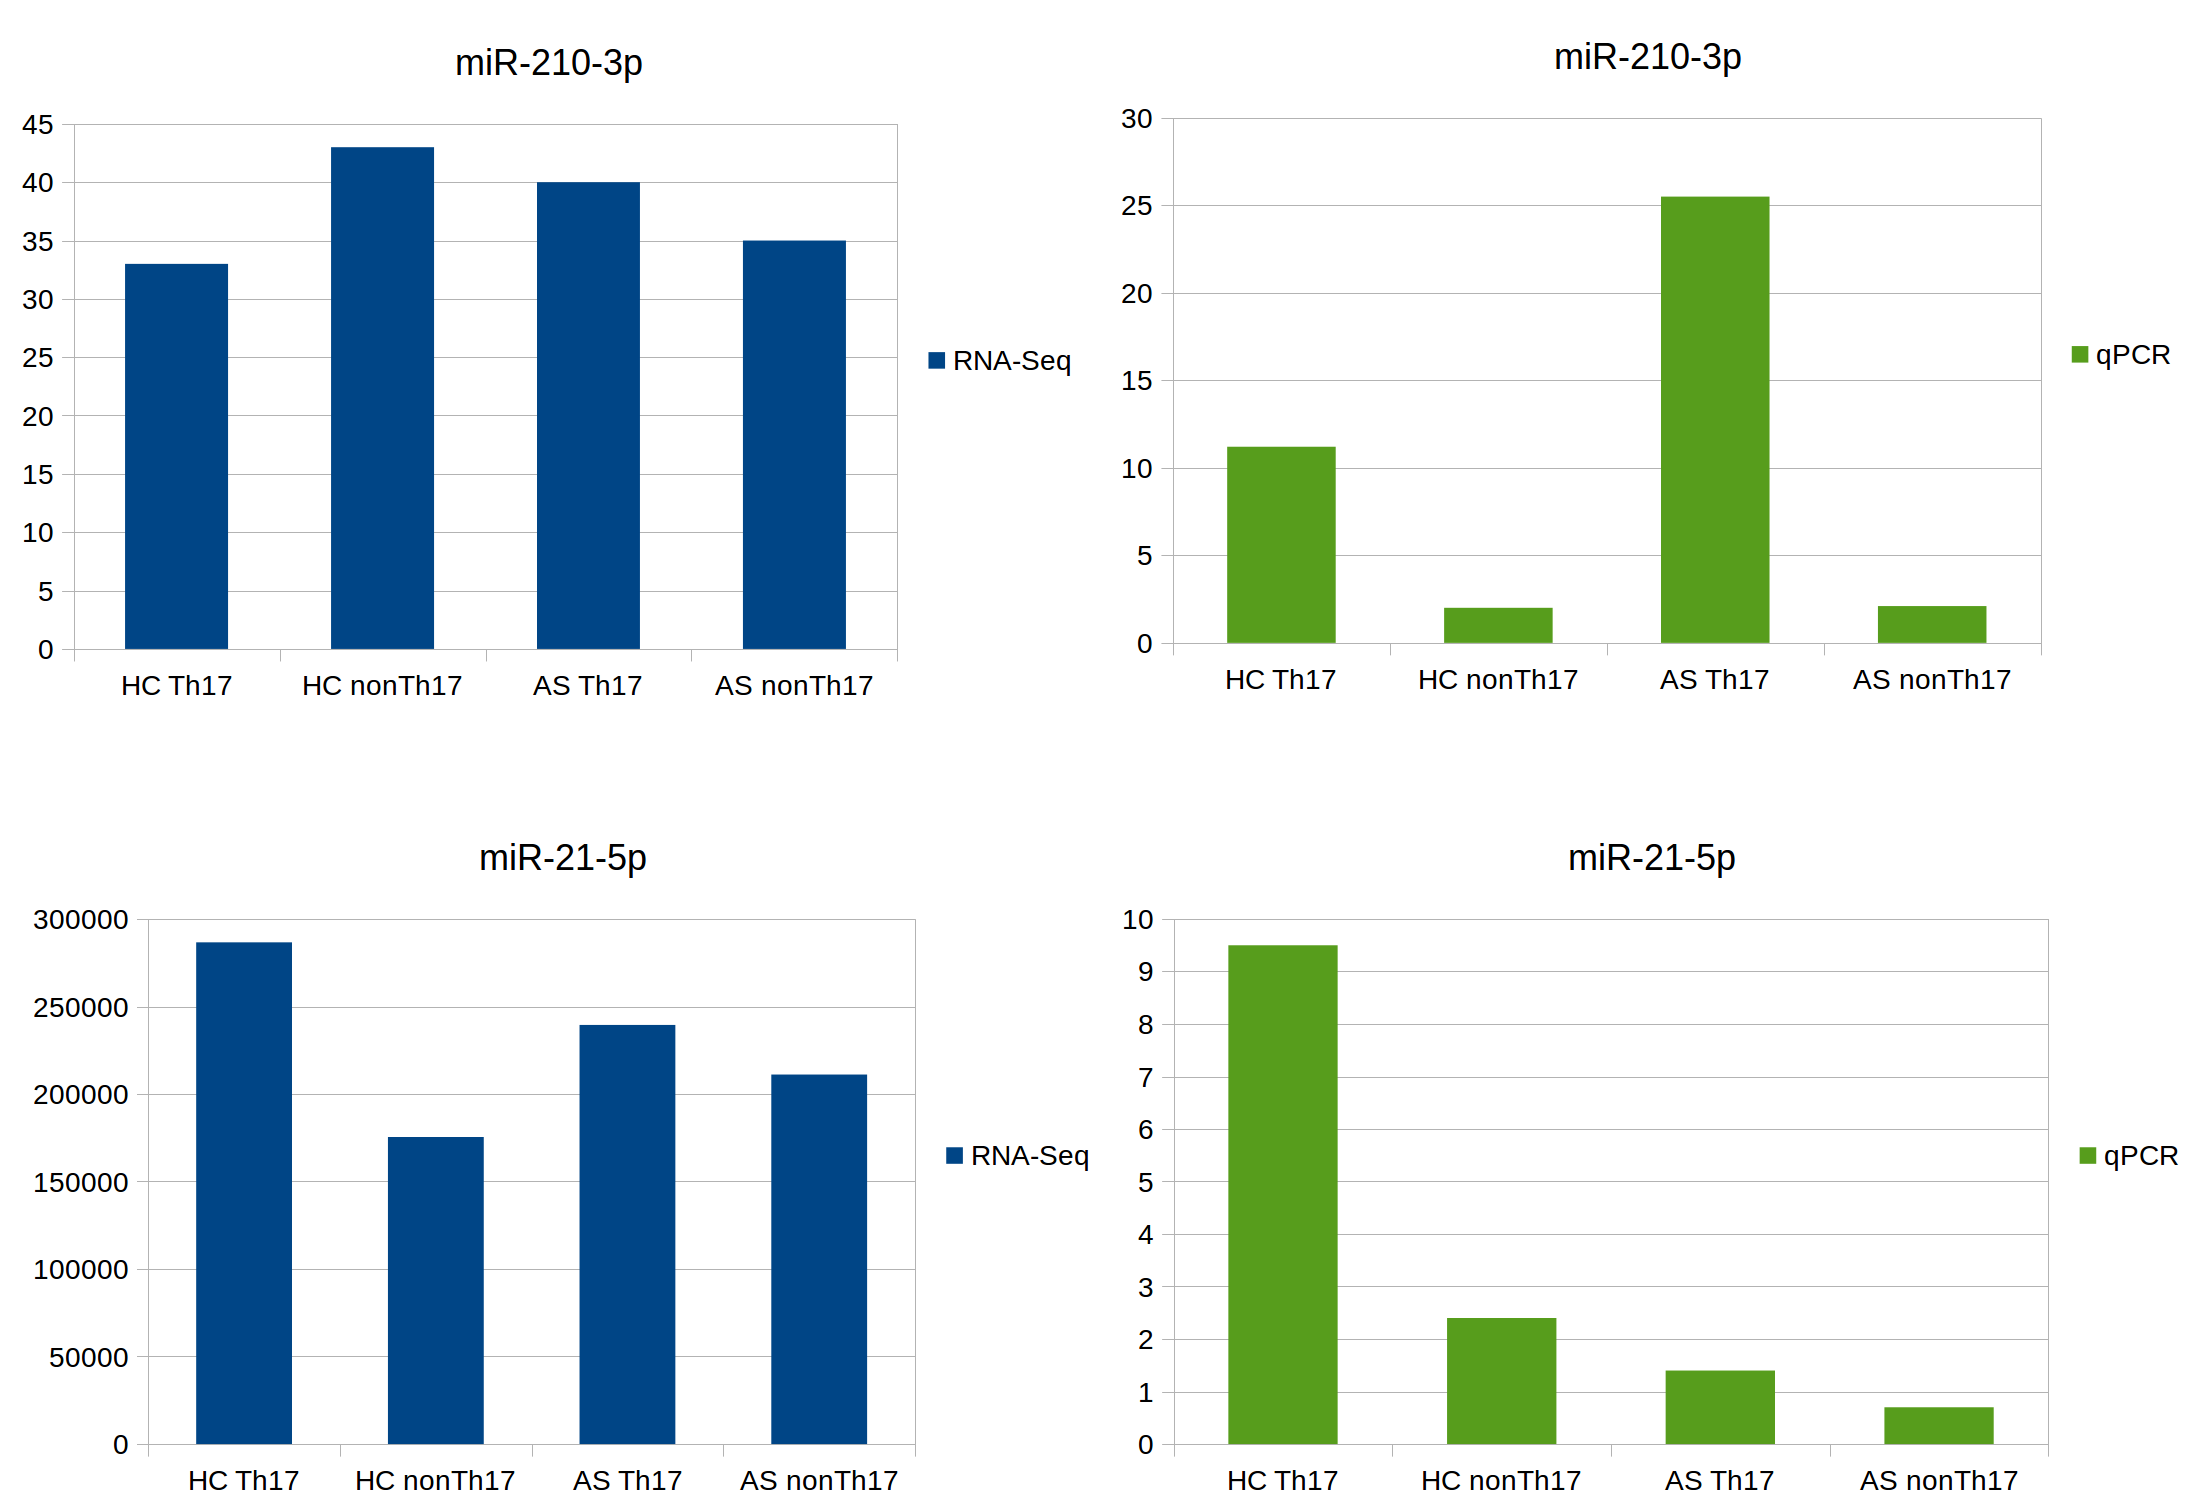 miR-210-3p
45
40
35
30
25
20
15
10
5
0
HC Th17 HC nonTh17 AS Th17 AS nonTh17
RNA-Seq
miR-210-3p
30
25
20
15
10
5
0
HC Th17 HC nonTh17 AS Th17 AS nonTh17
qPCR
miR-21-5p
300000
250000
200000
150000
100000
50000
0
HC Th17 HC nonTh17 AS Th17 AS nonTh17
RNA-Seq
miR-21-5p
10
9
8
7
6
5
4
3
2
1
0
HC Th17 HC nonTh17 AS Th17 AS nonTh17
qPCR